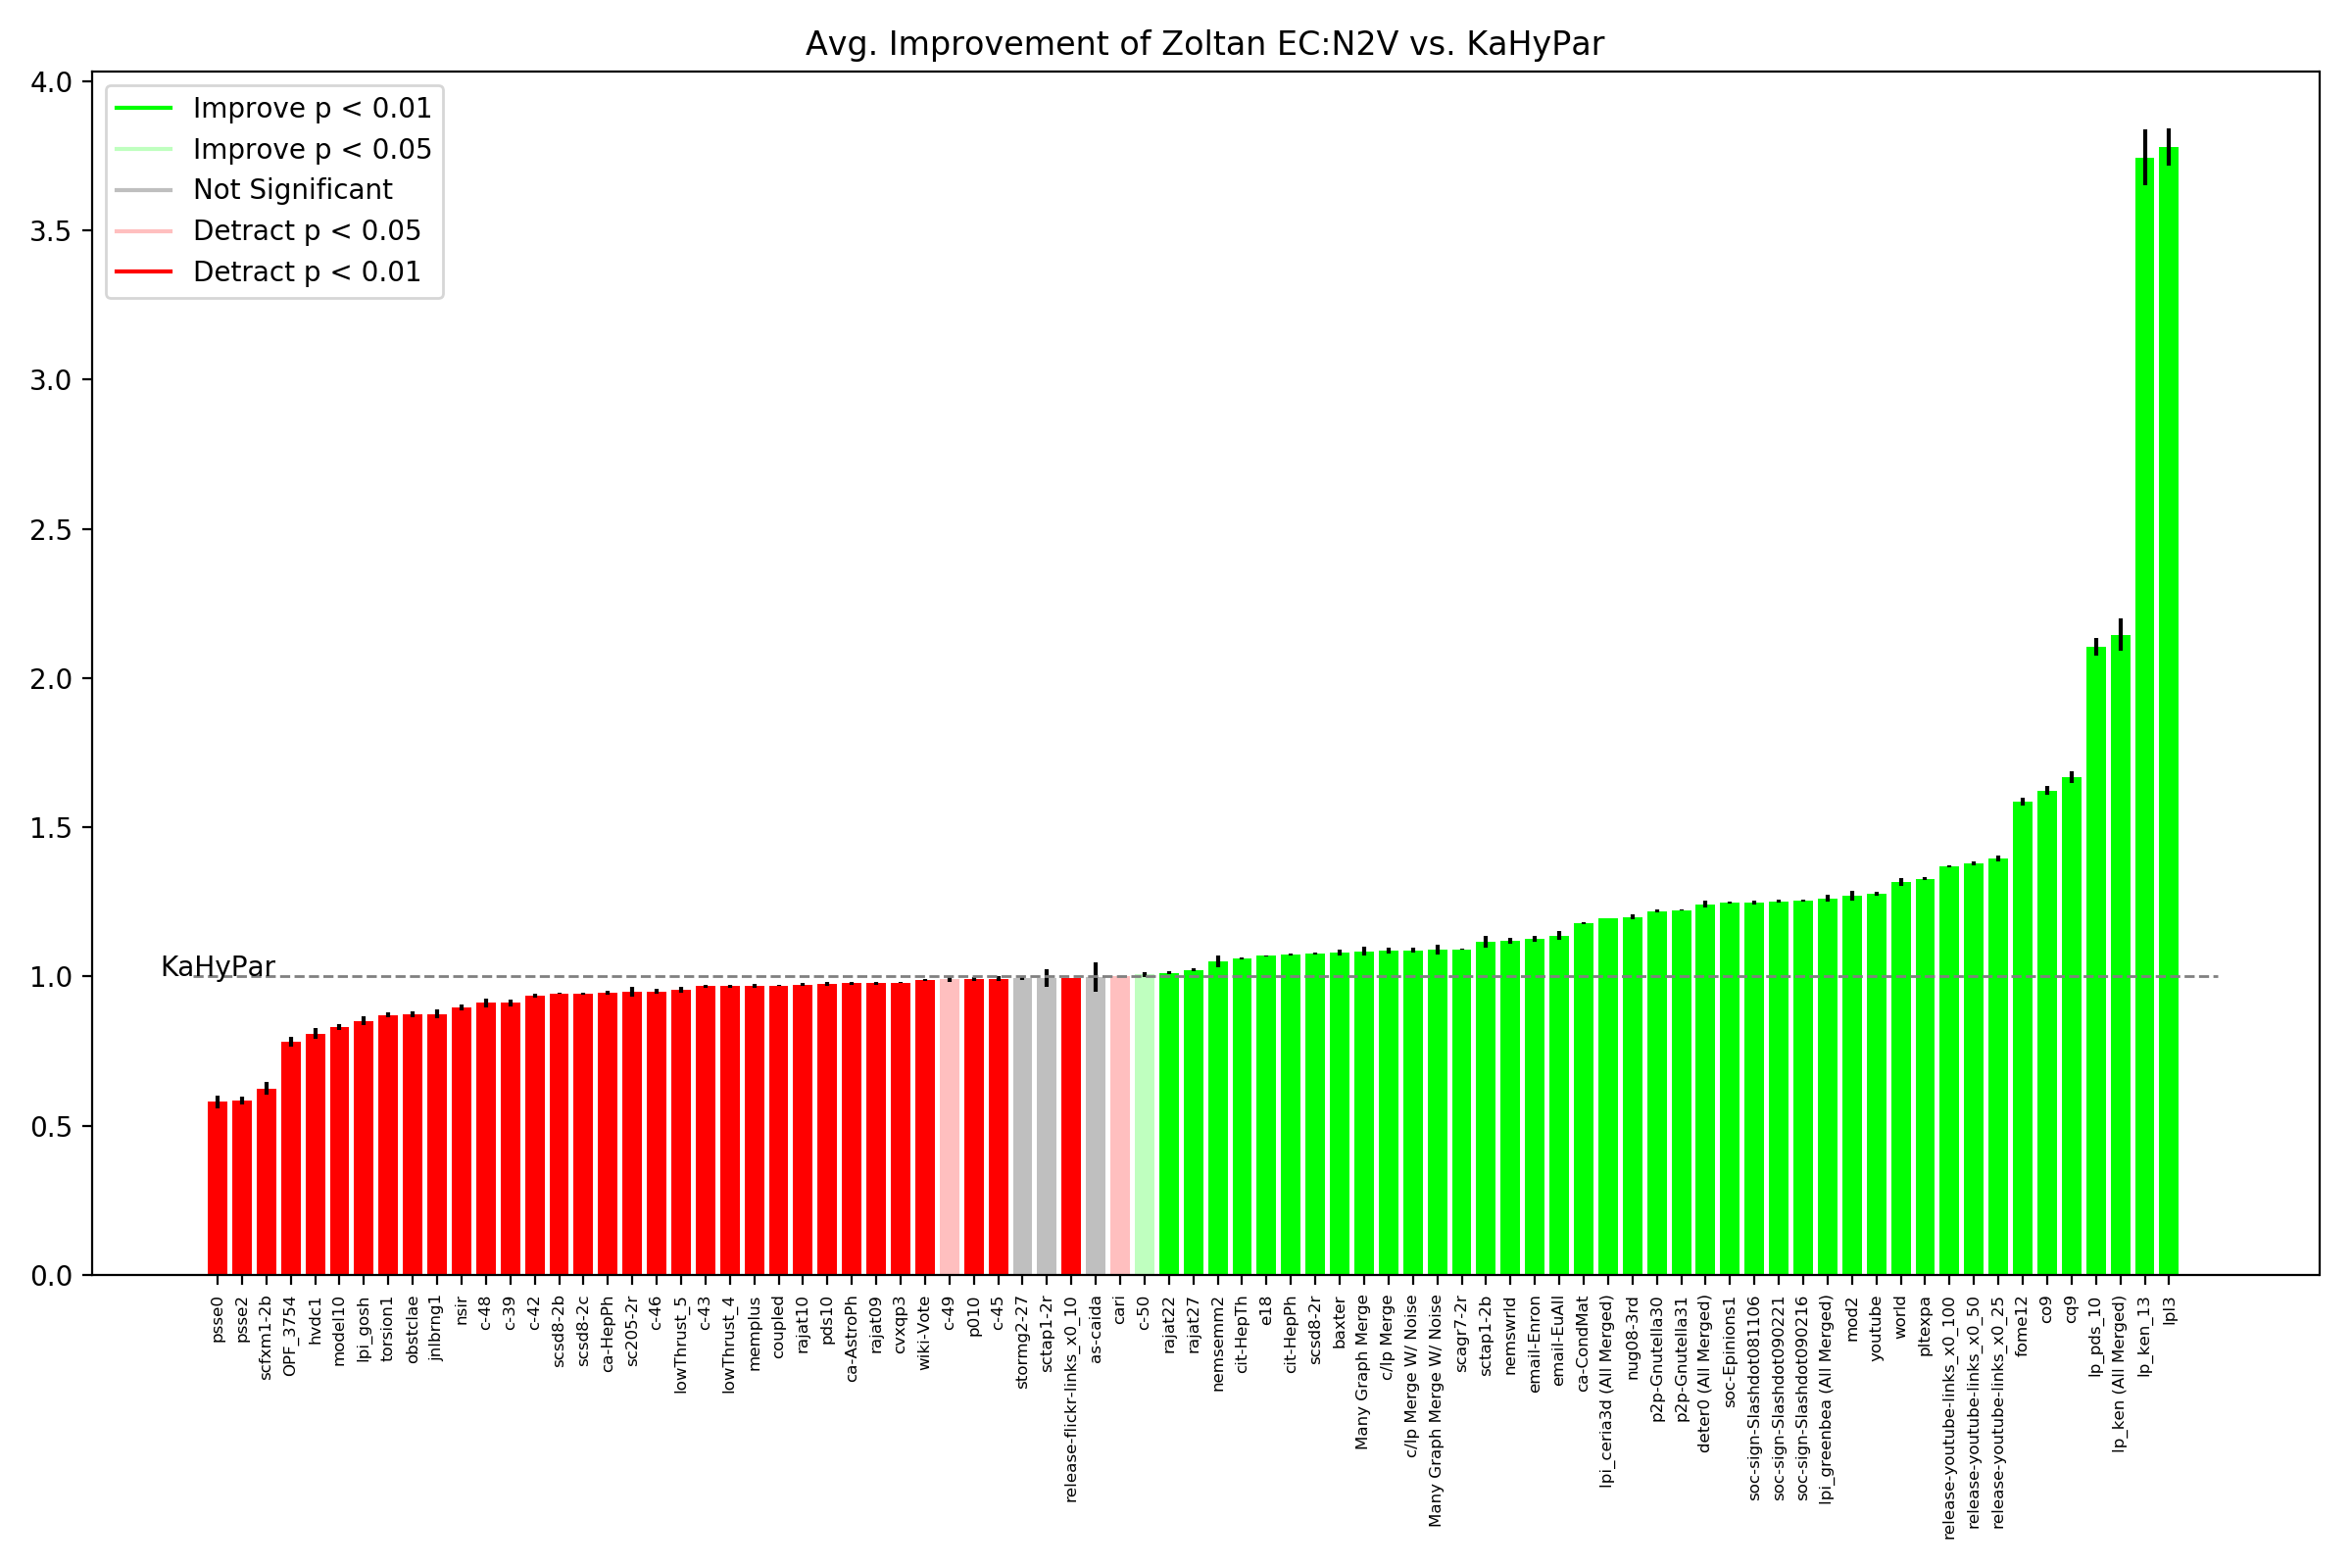 Avg. Improvement of Zoltan EC:N2V vs. KaHyPar
4.0
3.5
3.0
2.5
2.0
1.5
1.0
0.5
0.0
Improve p < 0.01
Improve p < 0.05
Not Significant
Detract p < 0.05
Detract p < 0.01
KaHyPar
psse0
psse2
scfxm1-2b
OPF_3754
hvdc1
model10
lpi_gosh
torsion1
obstclae
jnlbrng1
nsir
c-48
c-39
c-42
scsd8-2b
scsd8-2c
ca-HepPh
sc205-2r
c-46
lowThrust_5
c-43
lowThrust_4
memplus
coupled
rajat10
pds10
ca-AstroPh
rajat09
cvxqp3
wiki-Vote
c-49
p010
c-45
stormg2-27
sctap1-2r
release-flickr-links_x0_10
as-caida
cari
c-50
rajat22
rajat27
nemsemm2
cit-HepTh
e18
cit-HepPh
scsd8-2r
baxter
Many Graph Merge
c/lp Merge
c/lp Merge W/ Noise
Many Graph Merge W/ Noise
scagr7-2r
sctap1-2b
nemswrld
email-Enron
email-EuAll
ca-CondMat
lpi_ceria3d (All Merged)
nug08-3rd
p2p-Gnutella30
p2p-Gnutella31
deter0 (All Merged)
soc-Epinions1
soc-sign-Slashdot081106
soc-sign-Slashdot090221
soc-sign-Slashdot090216
lpi_greenbea (All Merged)
mod2
youtube
world
pltexpa
release-youtube-links_x0_100
release-youtube-links_x0_50
release-youtube-links_x0_25
fome12
co9
cq9
lp_pds_10
lp_ken (All Merged)
lp_ken_13
lpl3